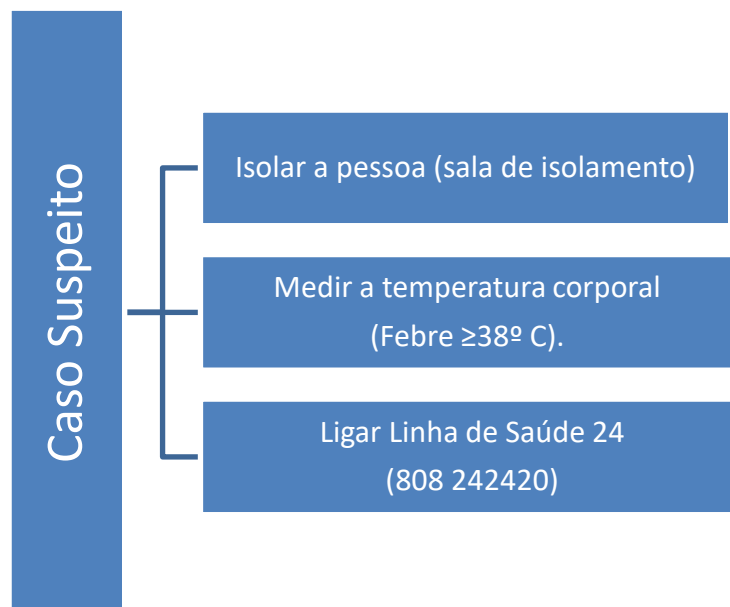 Caso Suspeito
Isolar a pessoa (sala de isolamento)
Medir a temperatura corporal
(Febre ≥38º C).
Ligar Linha de Saúde 24
(808 242420)